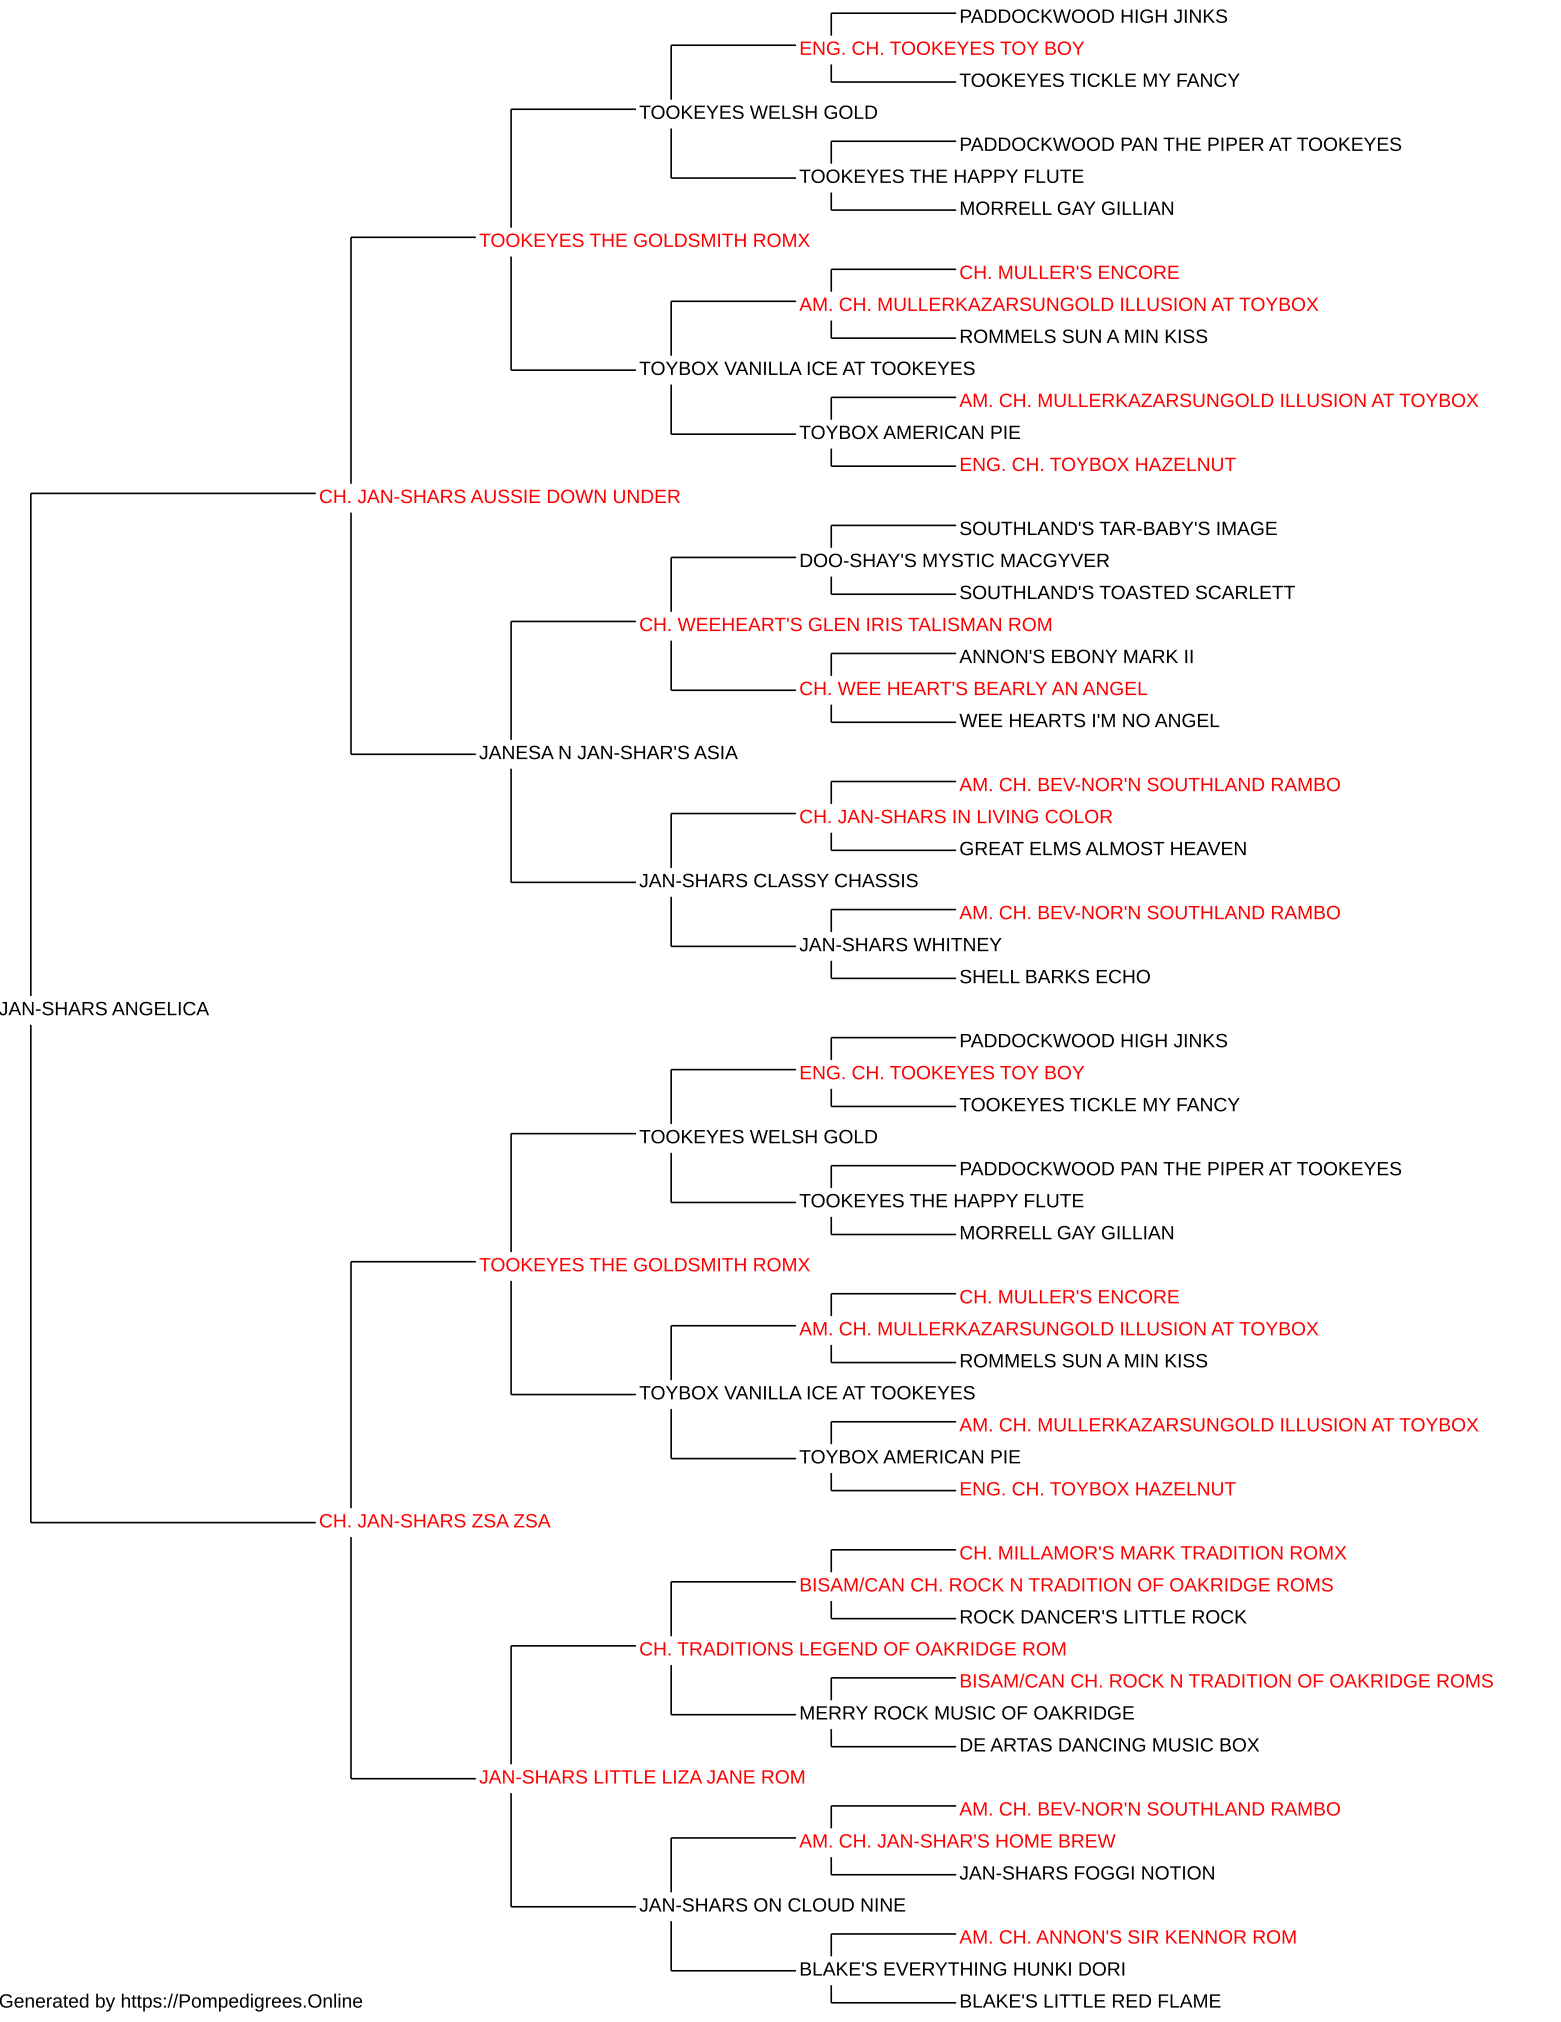 PADDOCKWOOD HIGH JINKS
ENG. CH. TOOKEYES TOY BOY
TOOKEYES TICKLE MY FANCY
TOOKEYES WELSH GOLD
PADDOCKWOOD PAN THE PIPER AT TOOKEYES
TOOKEYES THE HAPPY FLUTE
MORRELL GAY GILLIAN
TOOKEYES THE GOLDSMITH ROMX
CH. MULLER'S ENCORE
AM. CH. MULLERKAZARSUNGOLD ILLUSION AT TOYBOX
ROMMELS SUN A MIN KISS
TOYBOX VANILLA ICE AT TOOKEYES
AM. CH. MULLERKAZARSUNGOLD ILLUSION AT TOYBOX
TOYBOX AMERICAN PIE
ENG. CH. TOYBOX HAZELNUT
CH. JAN-SHARS AUSSIE DOWN UNDER
SOUTHLAND'S TAR-BABY'S IMAGE
DOO-SHAY'S MYSTIC MACGYVER
SOUTHLAND'S TOASTED SCARLETT
CH. WEEHEART'S GLEN IRIS TALISMAN ROM
ANNON'S EBONY MARK II
CH. WEE HEART'S BEARLY AN ANGEL
WEE HEARTS I'M NO ANGEL
JANESA N JAN-SHAR'S ASIA
AM. CH. BEV-NOR'N SOUTHLAND RAMBO
CH. JAN-SHARS IN LIVING COLOR
GREAT ELMS ALMOST HEAVEN
JAN-SHARS CLASSY CHASSIS
AM. CH. BEV-NOR'N SOUTHLAND RAMBO
JAN-SHARS WHITNEY
SHELL BARKS ECHO
JAN-SHARS ANGELICA
PADDOCKWOOD HIGH JINKS
ENG. CH. TOOKEYES TOY BOY
TOOKEYES TICKLE MY FANCY
TOOKEYES WELSH GOLD
PADDOCKWOOD PAN THE PIPER AT TOOKEYES
TOOKEYES THE HAPPY FLUTE
MORRELL GAY GILLIAN
TOOKEYES THE GOLDSMITH ROMX
CH. MULLER'S ENCORE
AM. CH. MULLERKAZARSUNGOLD ILLUSION AT TOYBOX
ROMMELS SUN A MIN KISS
TOYBOX VANILLA ICE AT TOOKEYES
AM. CH. MULLERKAZARSUNGOLD ILLUSION AT TOYBOX
TOYBOX AMERICAN PIE
ENG. CH. TOYBOX HAZELNUT
CH. JAN-SHARS ZSA ZSA
CH. MILLAMOR'S MARK TRADITION ROMX
BISAM/CAN CH. ROCK N TRADITION OF OAKRIDGE ROMS
ROCK DANCER'S LITTLE ROCK
CH. TRADITIONS LEGEND OF OAKRIDGE ROM
BISAM/CAN CH. ROCK N TRADITION OF OAKRIDGE ROMS
MERRY ROCK MUSIC OF OAKRIDGE
DE ARTAS DANCING MUSIC BOX
JAN-SHARS LITTLE LIZA JANE ROM
AM. CH. BEV-NOR'N SOUTHLAND RAMBO
AM. CH. JAN-SHAR'S HOME BREW
JAN-SHARS FOGGI NOTION
JAN-SHARS ON CLOUD NINE
AM. CH. ANNON'S SIR KENNOR ROM
BLAKE'S EVERYTHING HUNKI DORI
BLAKE'S LITTLE RED FLAME
Generated by https://Pompedigrees.Online